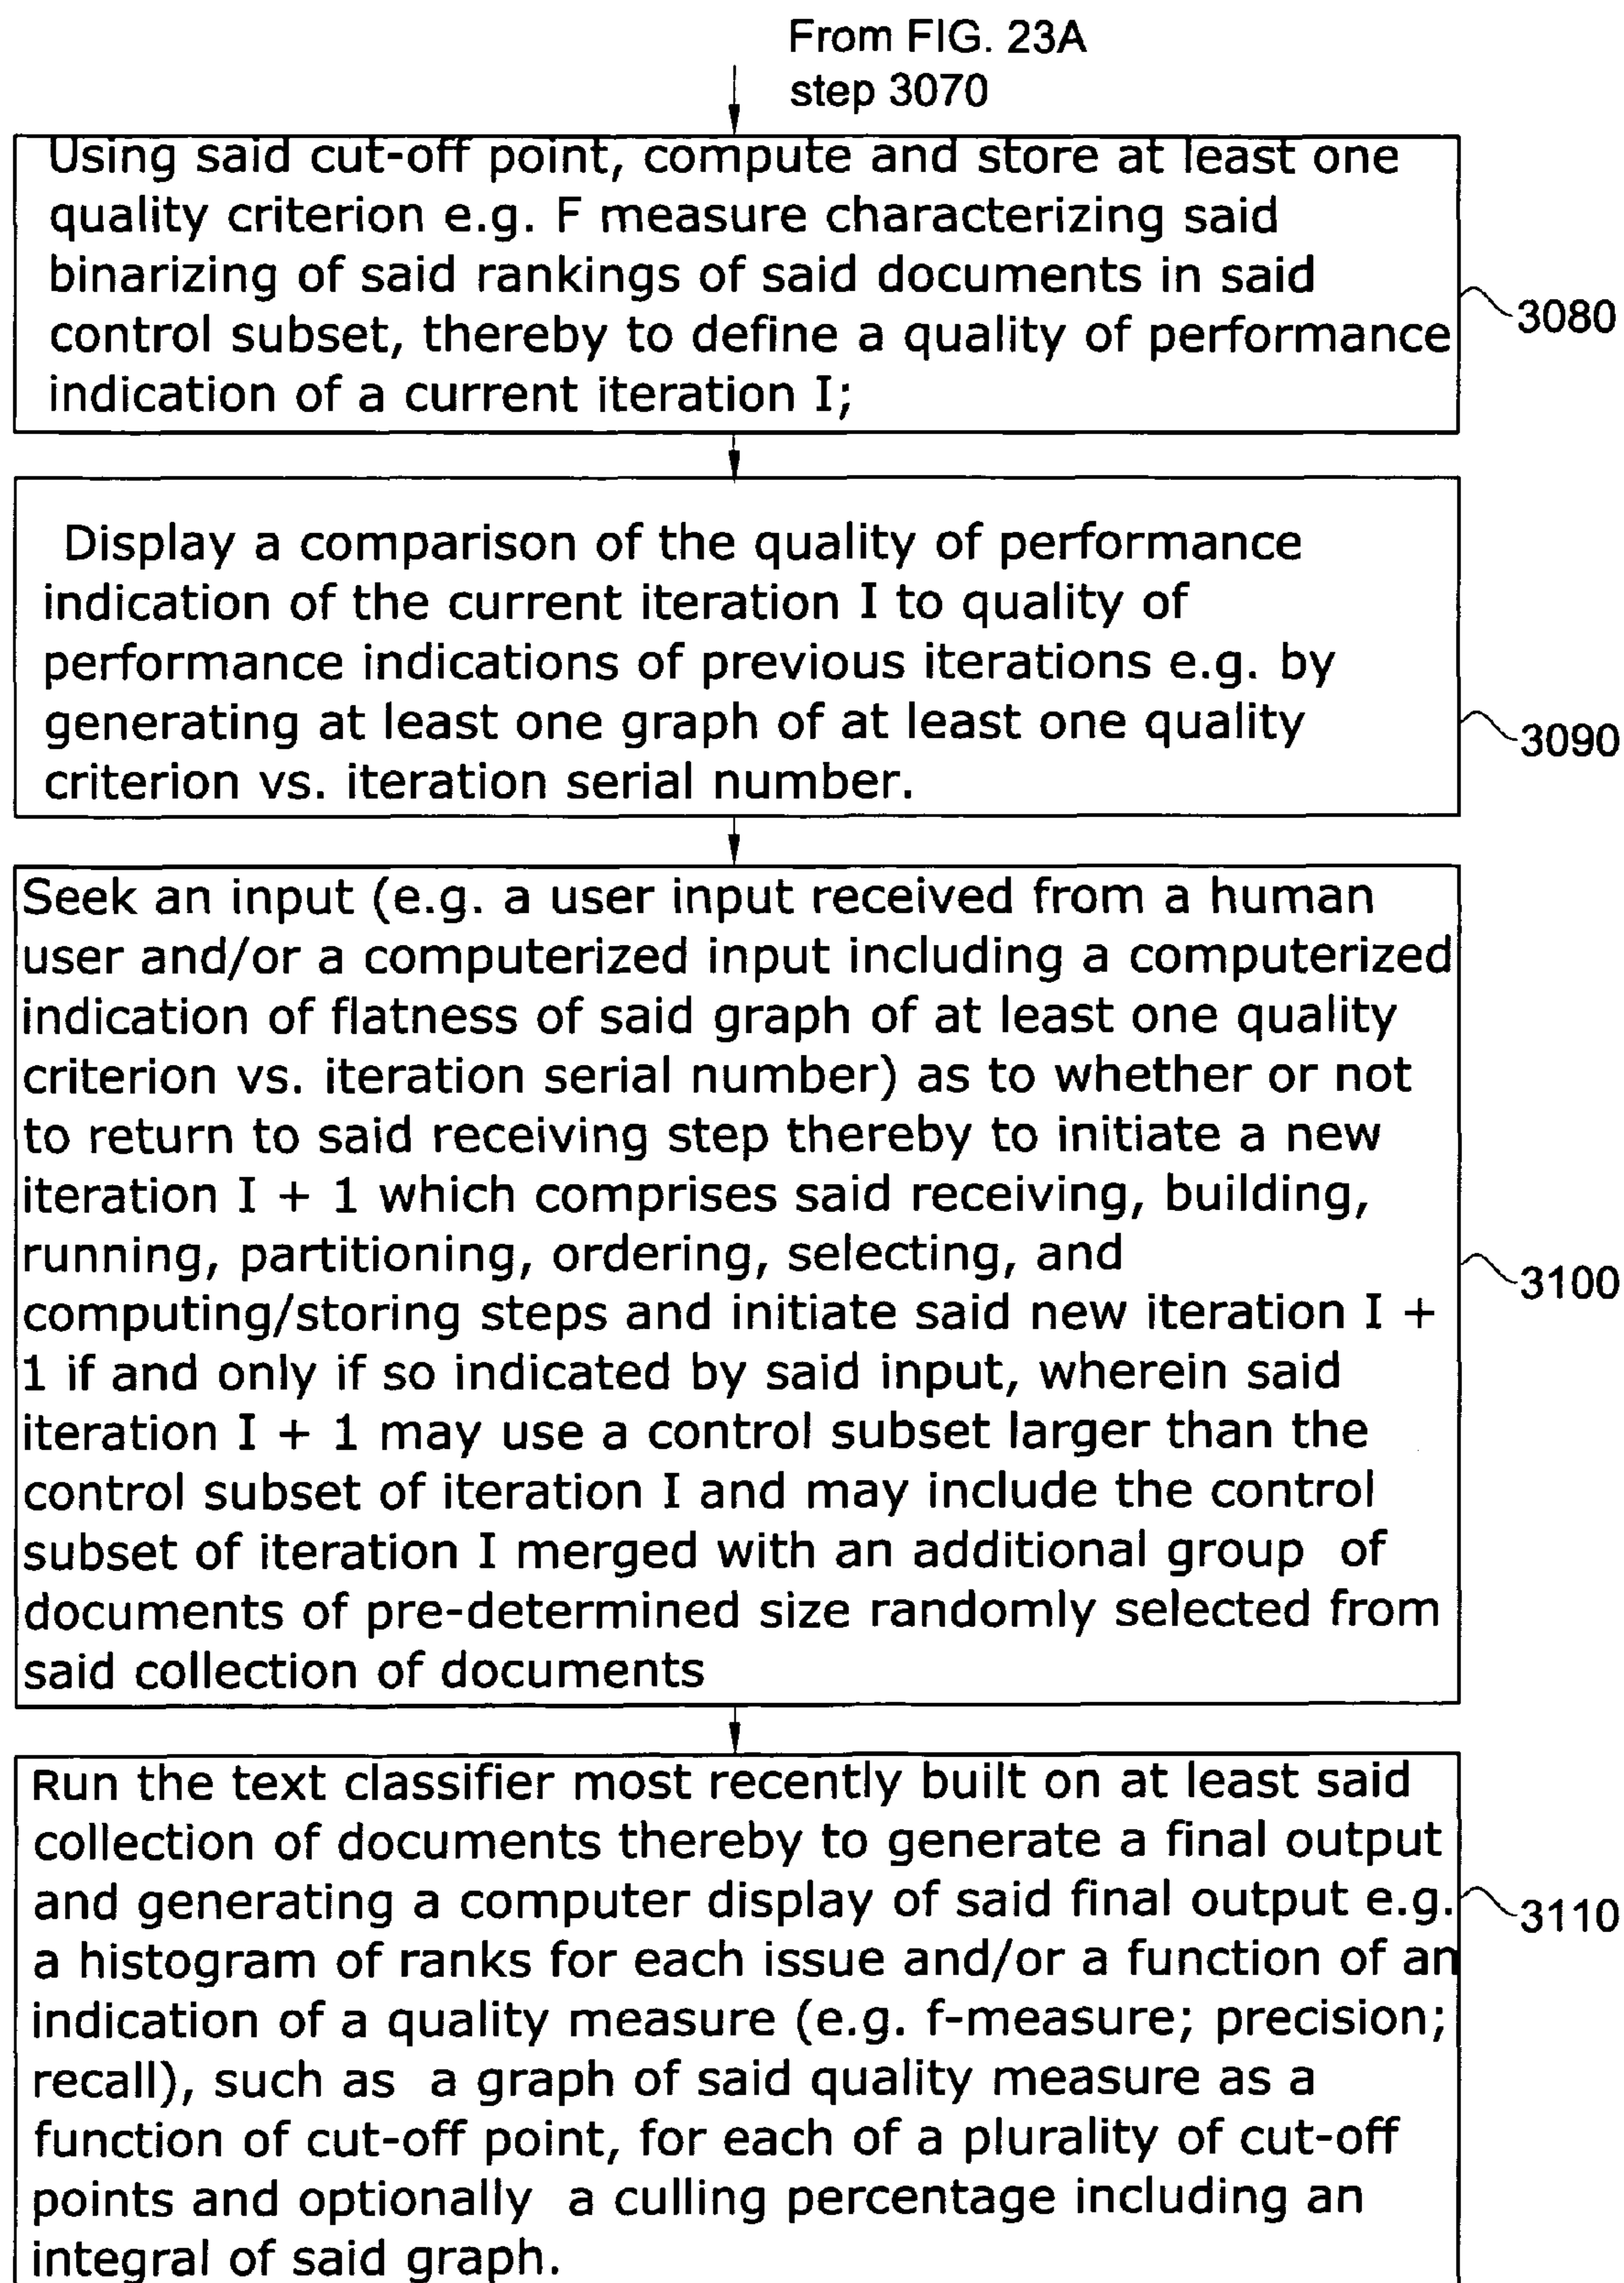 From FIG. 23A
step 3070
Using said cut-off point, compute and store at least one
quality criterion e.g. F measure characterizing said
binarizing of said rankings of said documents in said
control subset, thereby to define a quality of performance
indication of a current iteration I;
3080
Display a comparison of the quality of performance
indication of the current iteration I to quality of
performance indications of previous iterations e.g. by
generating at least one graph of at least one quality
criterion vs. iteration serial number.
3090
Seek an input (e.g. a user input received from a human
user and/or a computerized input including a computerized
indication of flatness of said graph of at least one quality
criterion vs. iteration serial number) as to whether or not
to return to said receiving step thereby to initiate a new
iteration I + 1 which comprises said receiving, building,
running, partitioning, ordering, selecting, and
computing/storing steps and initiate said new iteration I +
1 if and only if so indicated by said input, wherein said
iteration I + 1 may use a control subset larger than the
control subset of iteration I and may include the control
subset of iteration I merged with an additional group of
documents of pre-determined size randomly selected from
said collection of documents
3100
Run the text classifier most recently built on at least said
collection of documents thereby to generate a final output
and generating a computer display of said final output e.g.
a histogram of ranks for each issue and/or a function of an
indication of a quality measure (e.g. f-measure; precision;
recall), such as a graph of said quality measure as a
function of cut-off point, for each of a plurality of cut-off
points and optionally a culling percentage including an
integral of said graph.
3110